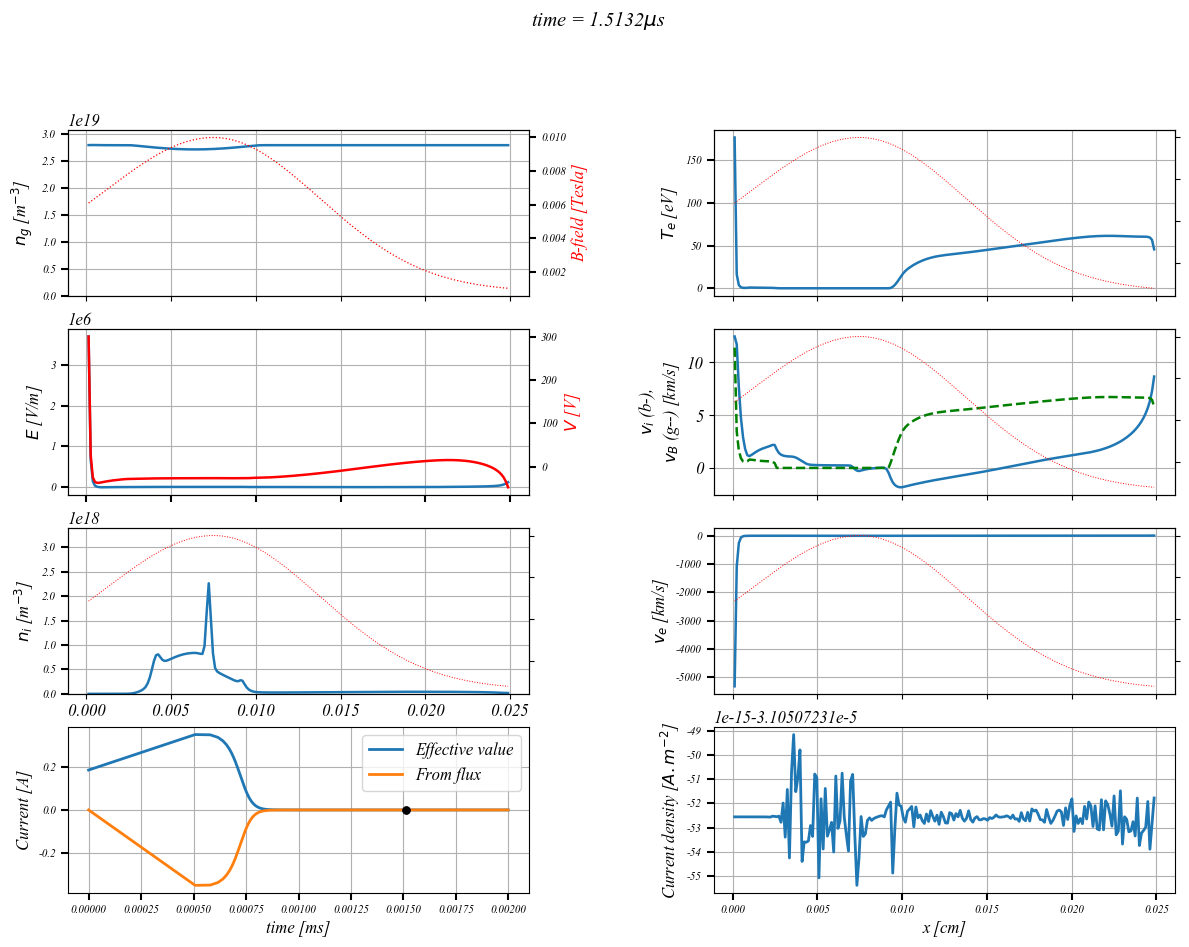 time = 1.5132μs
1e19
3.0
2.5
2.0
1.5
1.0
0.5
0.0
n_g [m^{-3}]
0.010
0.008
0.006
0.004
0.002
B-field [Tesla]
150
100
50
0
T_e [eV]
1e6
3
2
1
0
E [V/m]
300
200
100
0
V [V]
10
5
0
v_i (b-),
v_B (g--) [km/s]
1e18
3.0
2.5
2.0
1.5
1.0
0.5
0.0
n_i [m^{-3}]
0.000 0.005 0.010 0.015 0.020 0.025
0
-1000
-2000
-3000
-4000
-5000
v_e [km/s]
0.2
0.0
-0.2
Current [A]
Effective value
From flux
0.00000 0.00025 0.00050 0.00075 0.00100 0.00125 0.00150 0.00175 0.00200
time [ms]
1e-15-3.10507231e-5
-49
-50
-51
-52
-53
-54
-55
Current density [A.m^{-2}]
0.000 0.005 0.010 0.015 0.020 0.025
x [cm]